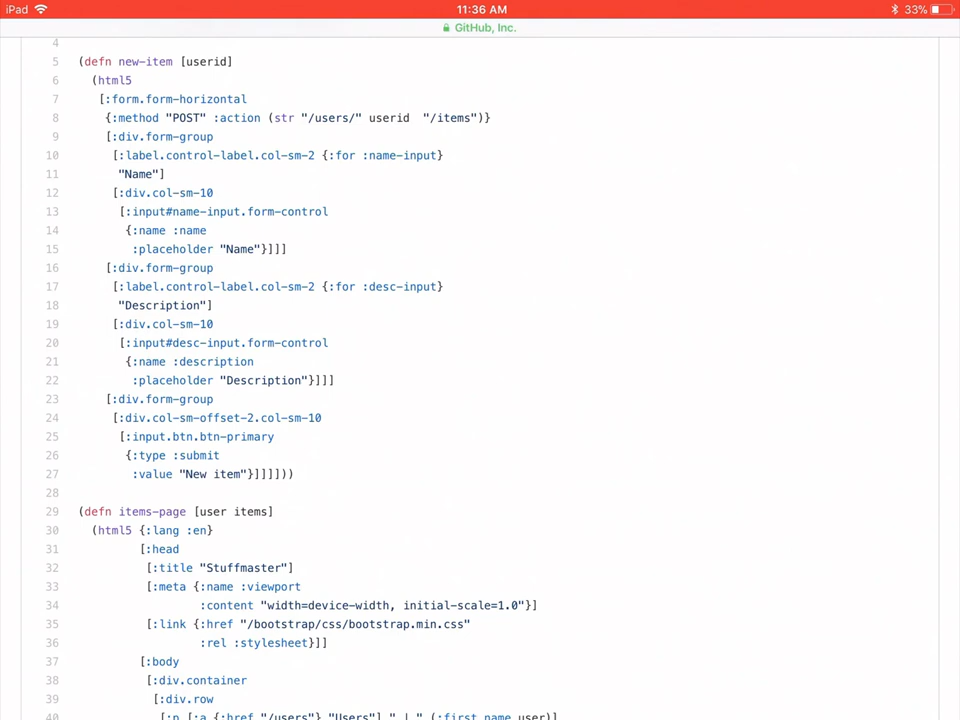 iPad 11:36 AM 33%
GitHub, Inc.
4
5 (defn new-item [userid]
6 (html5
7 [:form.form-horizontal
8 {:method "POST" :action (str "/users/" userid "/items")}
9 [:div.form-group
10 [:label.control-label.col-sm-2 {:for :name-input}
11 "Name"]
12 [:div.col-sm-10
13 [:input#name-input.form-control
14 {:name :name
15 :placeholder "Name"}]]]
16 [:div.form-group
17 [:label.control-label.col-sm-2 {:for :desc-input}
18 "Description"]
19 [:div.col-sm-10
20 [:input#desc-input.form-control
21 {:name :description
22 :placeholder "Description"}]]]
23 [:div.form-group
24 [:div.col-sm-offset-2.col-sm-10
25 [:input.btn.btn-primary
26 {:type :submit
27 :value "New item"}]]]]))
28
29 (defn items-page [user items]
30 (html5 {:lang :en}
31 [:head
32 [:title "Stuffmaster"]
33 [:meta {:name :viewport
34 :content "width=device-width, initial-scale=1.0"}]
35 [:link {:href "/bootstrap/css/bootstrap.min.css"
36 :rel :stylesheet}]]
37 [:body
38 [:div.container
39 [:div.row
40 [:p [:a {:href "/users"} "Users"] " | " (:first_name user)]